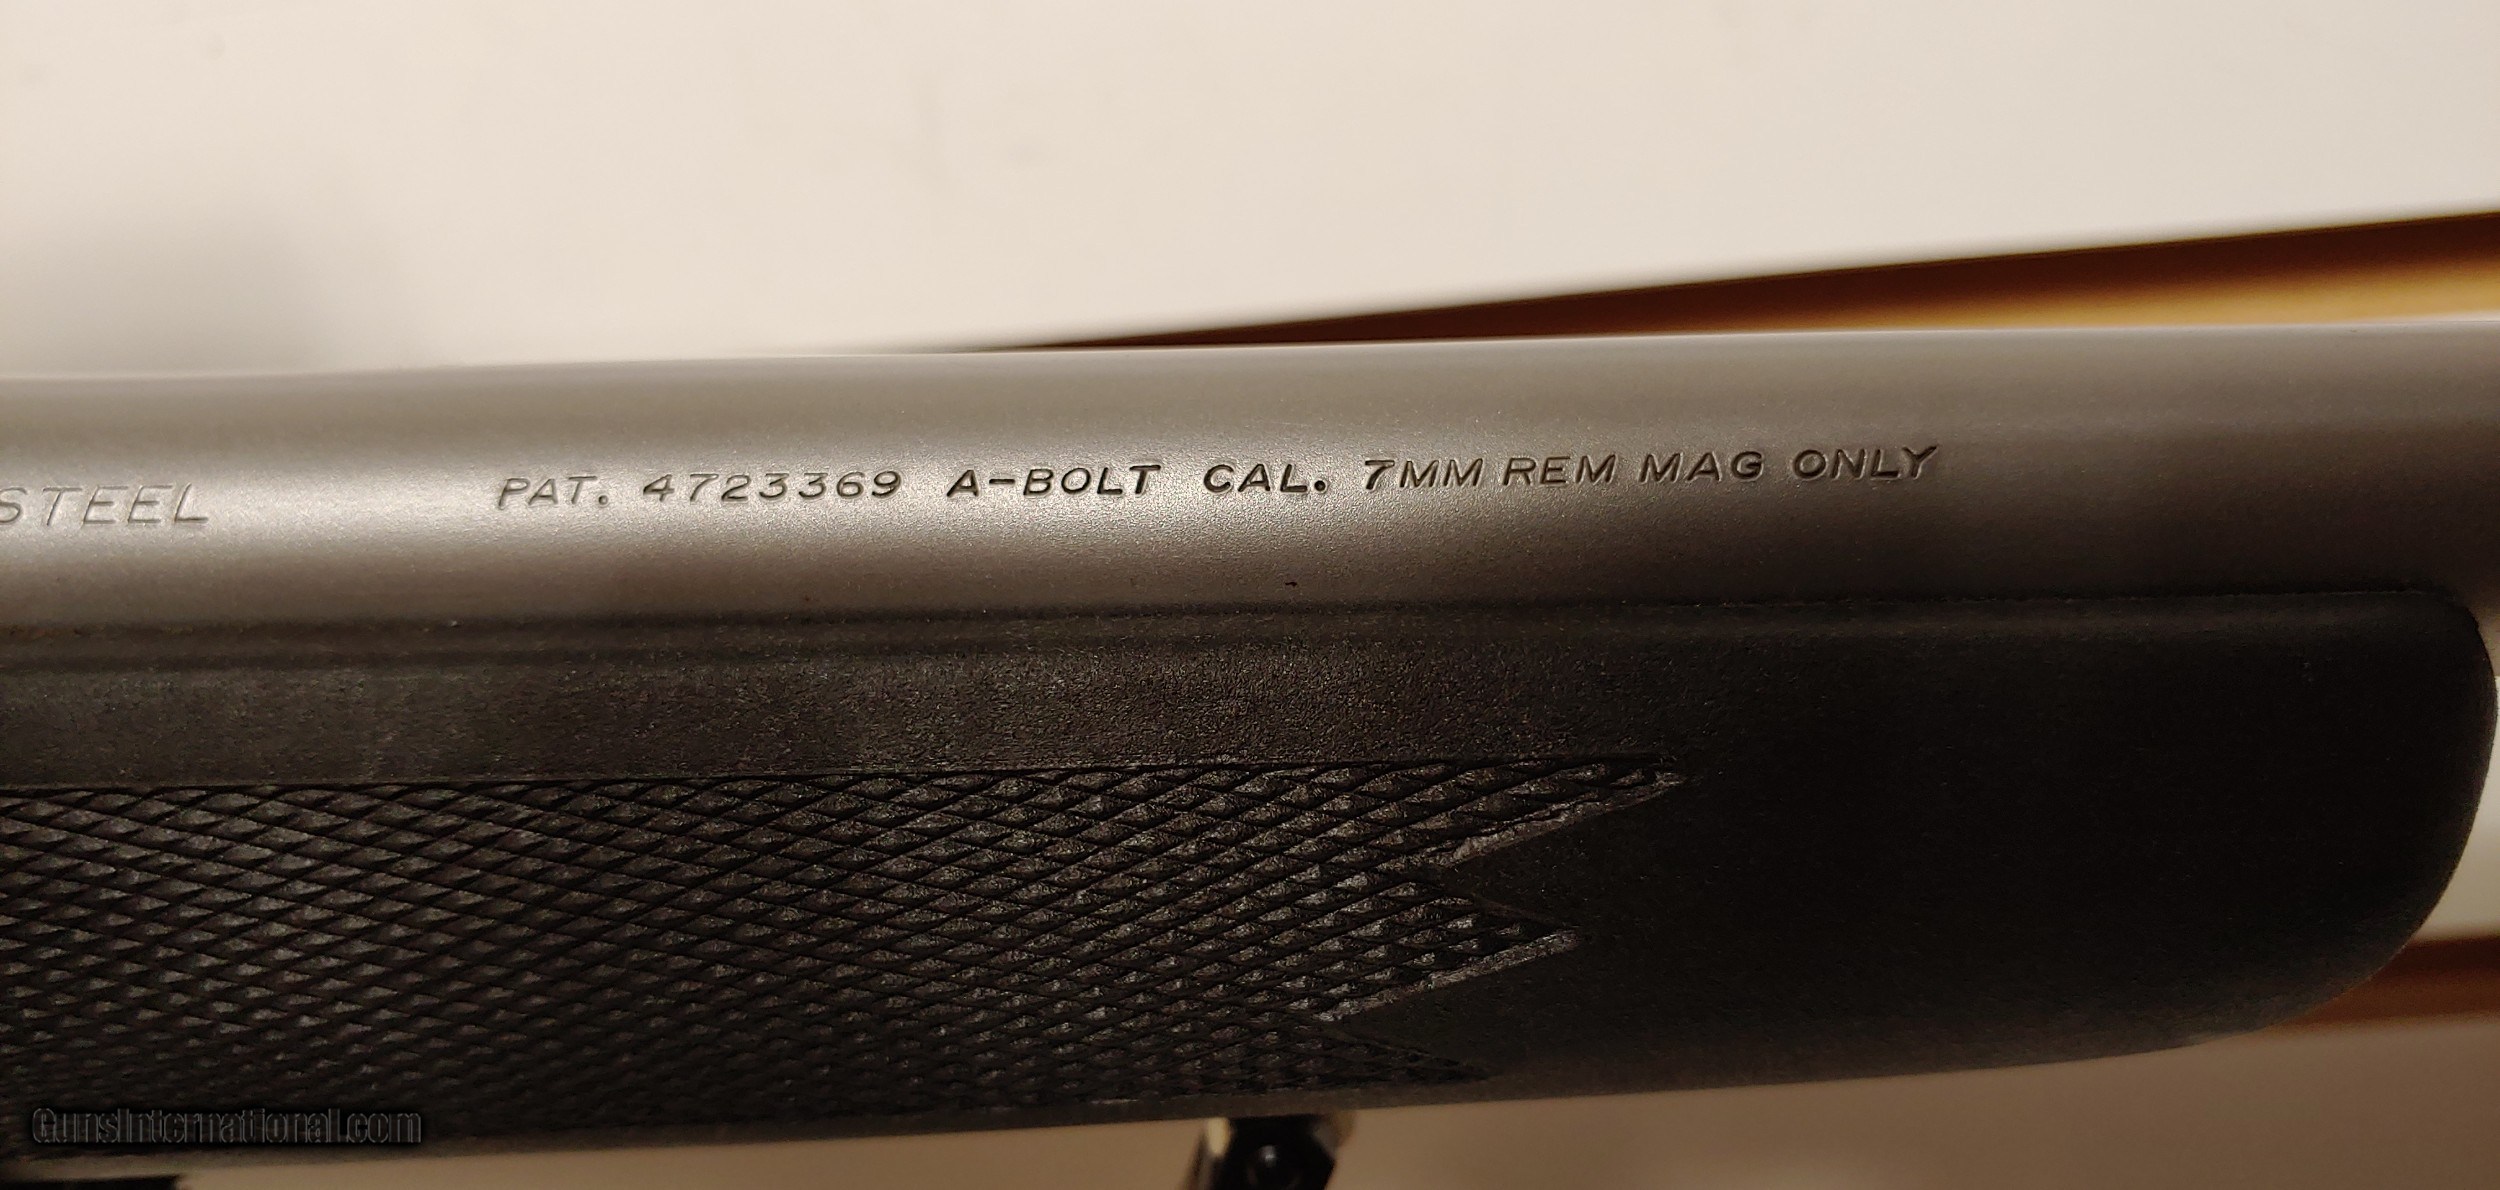 STEEL PAT. 4723369 A-BOLT CAL. 7MM REM MAG ONLY
GunsInternational.com